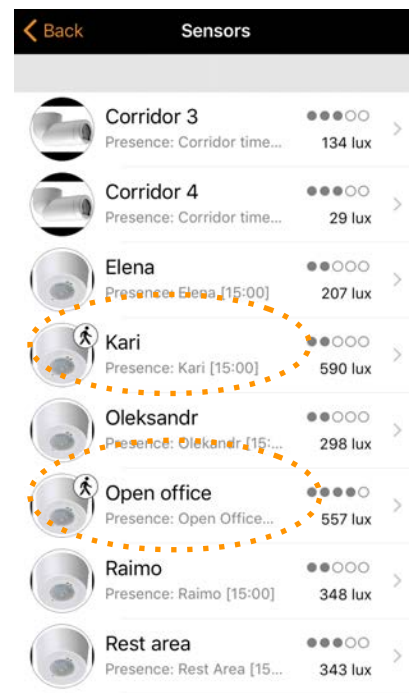 Back
Sensors
Corridor 3
Presence: Corridor time...
134 lux
Corridor 4
Presence: Corridor time...
29 lux
Elena
Presence: Elena [15:00]
207 lux
Kari
Presence: Kari [15:00]
590 lux
Oleksandr
Presence: Olekandr [15:...
298 lux
Open office
Presence: Open Office...
557 lux
Raimo
Presence: Raimo [15:00]
348 lux
Rest area
Presence: Rest Area [15...
343 lux